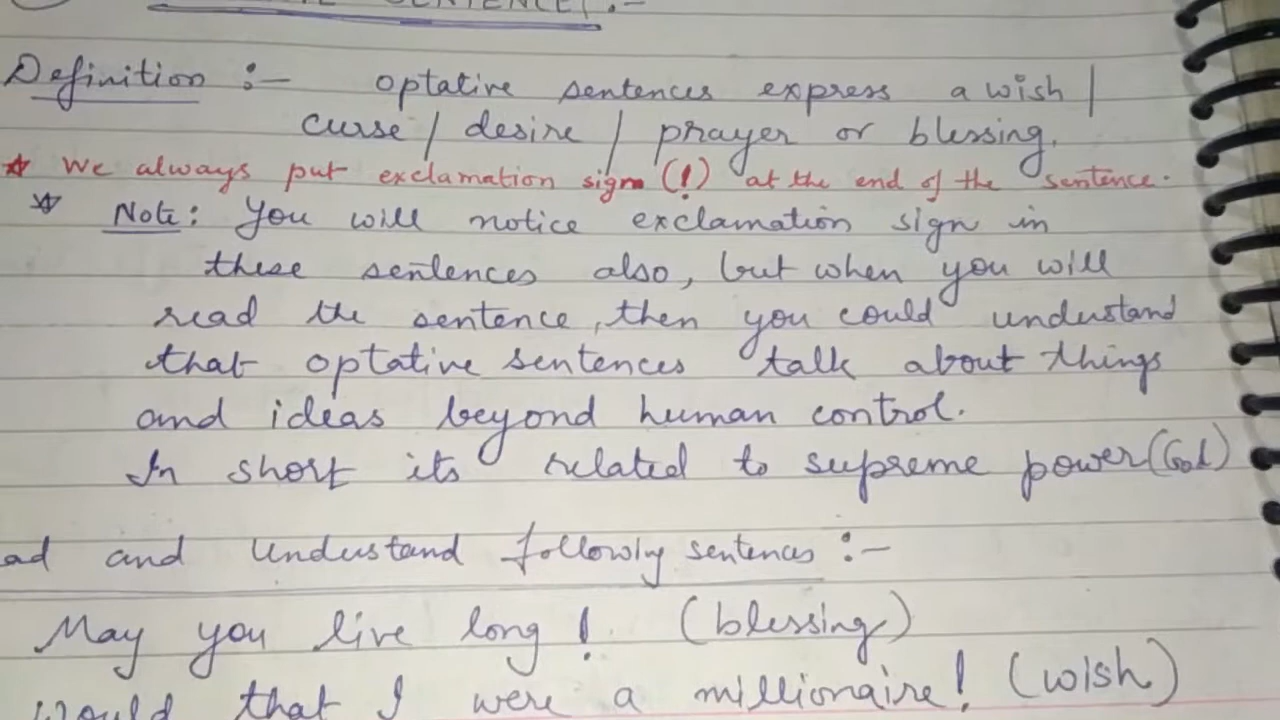 SENTENCE :-
Definition :- optative sentences express a wish |
curse | desire | prayer or blessing.
☆ We always put exclamation sign (!) at the end of the sentence.
☆ Note: You will notice exclamation sign in
these sentences also, but when you will
read the sentence, then you could understand
that optative sentences talk about things
and ideas beyond human control.
In short its related to supreme power (God)
ad and understand following sentences :-
May you live long ! (blessing)
Would that I were a millionaire! (wish)